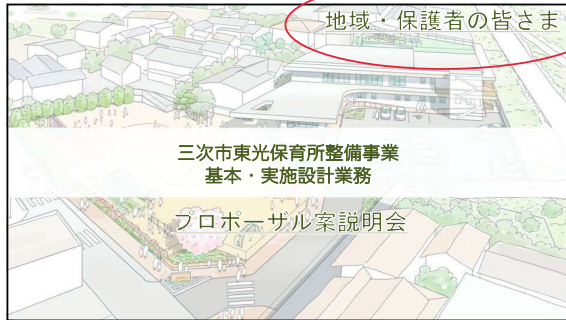 地域・保護者の皆さま
三次市東光保育所整備事業
基本・実施設計業務
プロポーザル案説明会